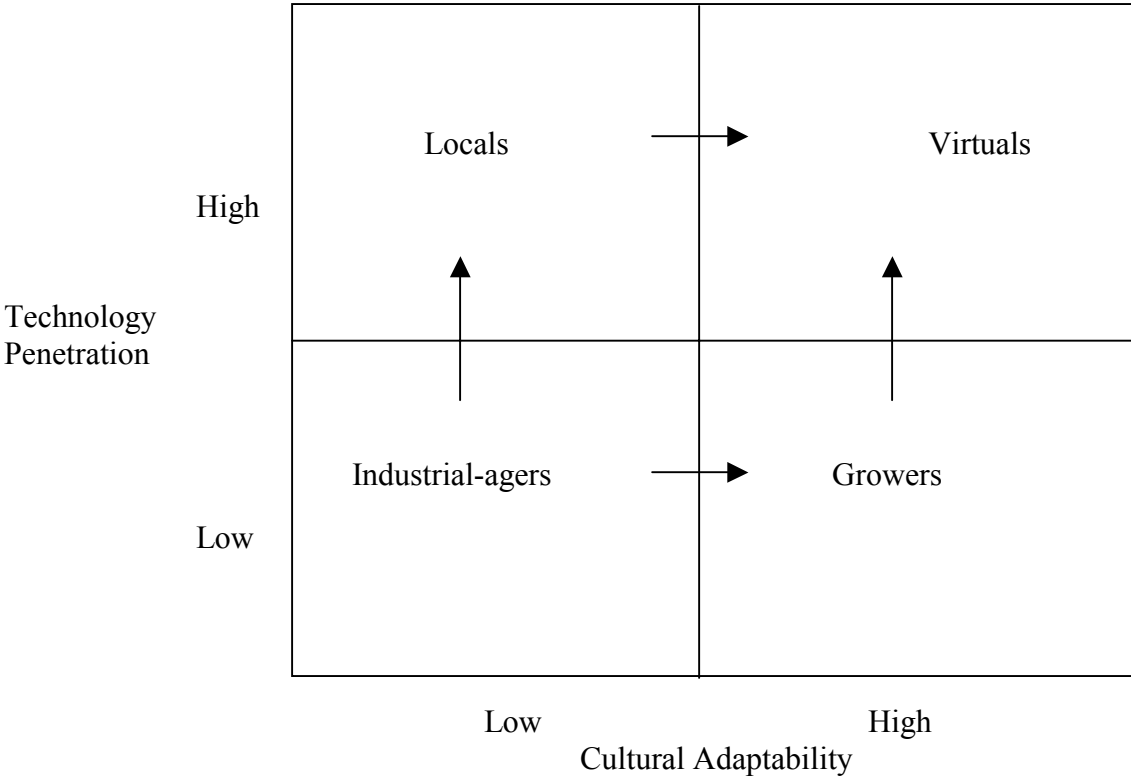 Locals
Virtuals
High
Technology
Penetration
Industrial-agers
Growers
Low
Low
High
Cultural Adaptability